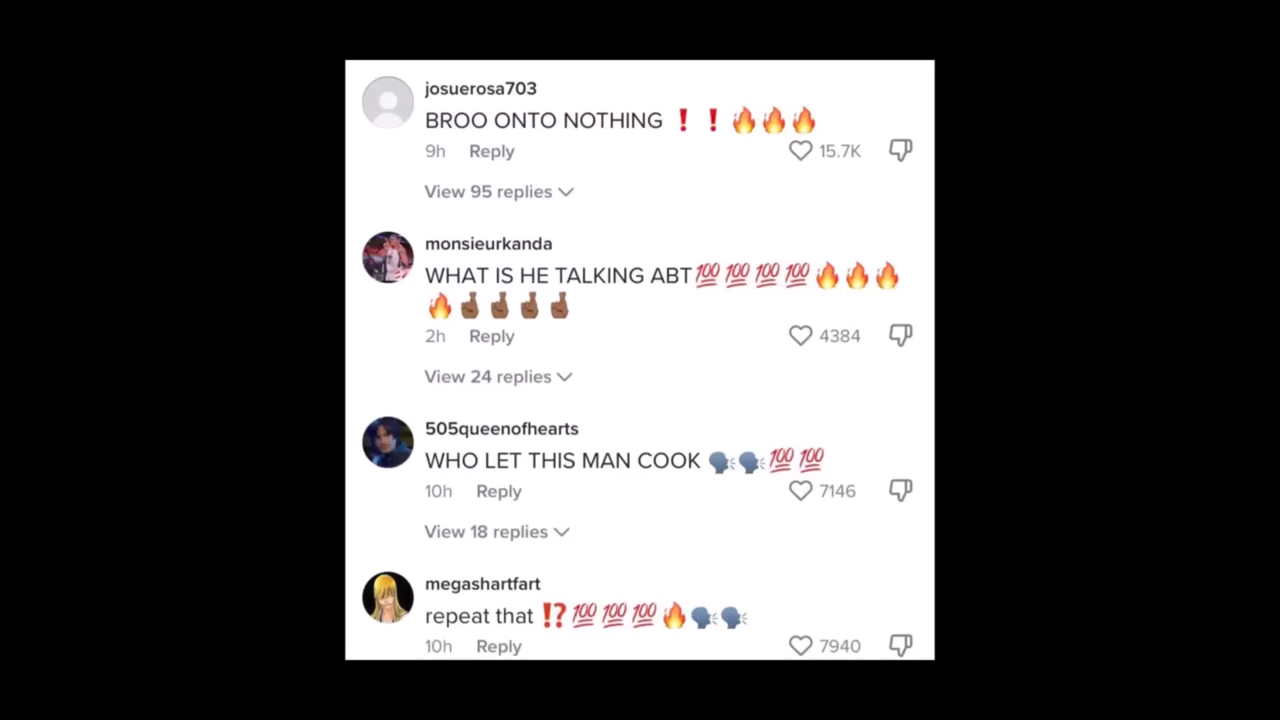 josuerosa703
BROO ONTO NOTHING ❗❗🔥🔥🔥
9h Reply 15.7K
View 95 replies
monsieurkanda
WHAT IS HE TALKING ABT💯💯💯💯🔥🔥🔥
🔥🤞🏾🤞🏾🤞🏾🤞🏾
2h Reply 4384
View 24 replies
505queenofhearts
WHO LET THIS MAN COOK 🗣️🗣️💯💯
10h Reply 7146
View 18 replies
megashartfart
repeat that ⁉️💯💯💯🔥🗣️🗣️
10h Reply 7940